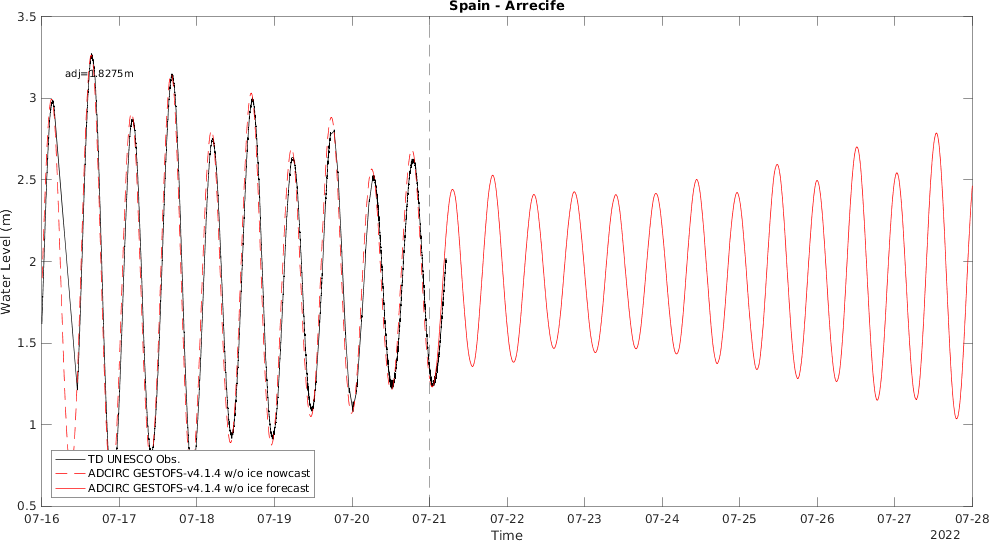 Spain - Arrecife
3.5
3
2.5
2
1.5
1
0.5
Water Level (m)
adj=1.8275m
TD UNESCO Obs.
ADCIRC GESTOFS-v4.1.4 w/o ice nowcast
ADCIRC GESTOFS-v4.1.4 w/o ice forecast
07-16 07-17 07-18 07-19 07-20 07-21 07-22 07-23 07-24 07-25 07-26 07-27 07-28
Time
2022